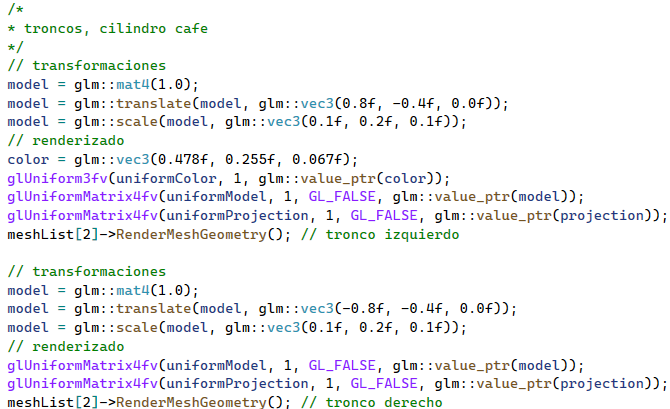 /*
* troncos, cilindro cafe
*/
// transformaciones
model = glm::mat4(1.0);
model = glm::translate(model, glm::vec3(0.8f, -0.4f, 0.0f));
model = glm::scale(model, glm::vec3(0.1f, 0.2f, 0.1f));
// renderizado
color = glm::vec3(0.478f, 0.255f, 0.067f);
glUniform3fv(uniformColor, 1, glm::value_ptr(color));
glUniformMatrix4fv(uniformModel, 1, GL_FALSE, glm::value_ptr(model));
glUniformMatrix4fv(uniformProjection, 1, GL_FALSE, glm::value_ptr(projection));
meshList[2]->RenderMeshGeometry(); // tronco izquierdo

// transformaciones
model = glm::mat4(1.0);
model = glm::translate(model, glm::vec3(-0.8f, -0.4f, 0.0f));
model = glm::scale(model, glm::vec3(0.1f, 0.2f, 0.1f));
// renderizado
glUniformMatrix4fv(uniformModel, 1, GL_FALSE, glm::value_ptr(model));
glUniformMatrix4fv(uniformProjection, 1, GL_FALSE, glm::value_ptr(projection));
meshList[2]->RenderMeshGeometry(); // tronco derecho